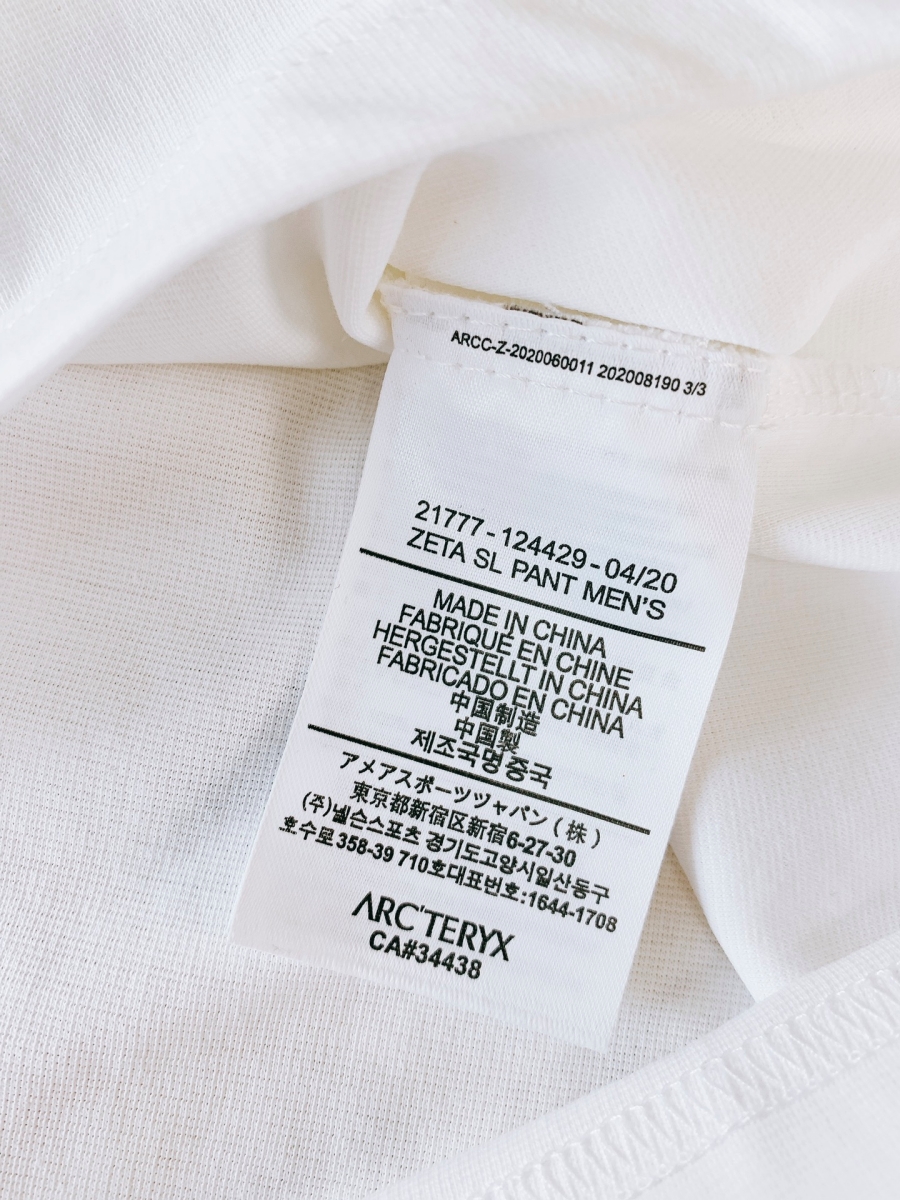 ARCC-Z-2020060011 202008190 3/3
21777 - 124429 - 04/20
ZETA SL PANT MEN'S
MADE IN CHINA
FABRIQUÉ EN CHINE
HERGESTELLT IN CHINA
FABRICADO EN CHINA
中国制造
中国製
제조국명 중국
アメアスポーツジャパン (株)
東京都新宿区新宿6-27-30
(주)넬슨스포츠 경기도고양시일산동구
호수로 358-39 710호대표번호:1644-1708
ARC'TERYX
CA#34438